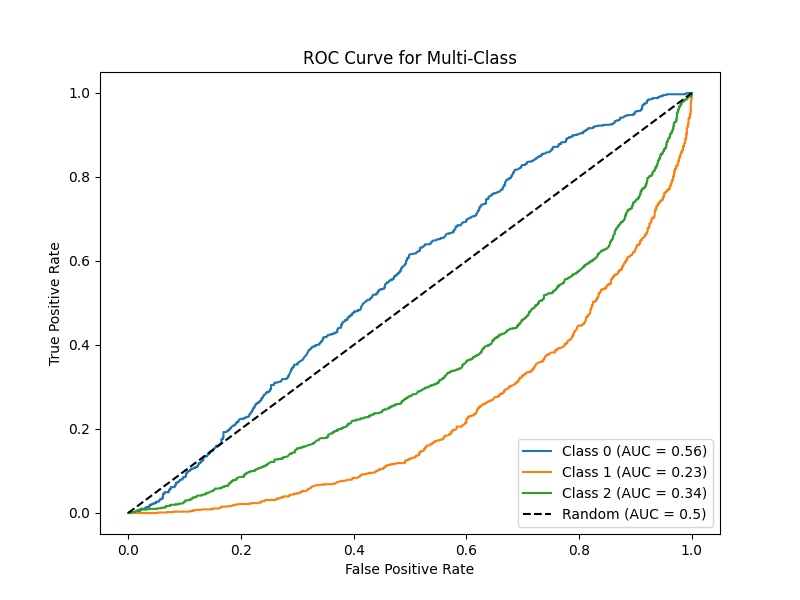 ROC Curve for Multi-Class
True Positive Rate
1.0
0.8
0.6
0.4
0.2
0.0
0.0 0.2 0.4 0.6 0.8 1.0
False Positive Rate
Class 0 (AUC = 0.56)
Class 1 (AUC = 0.23)
Class 2 (AUC = 0.34)
Random (AUC = 0.5)